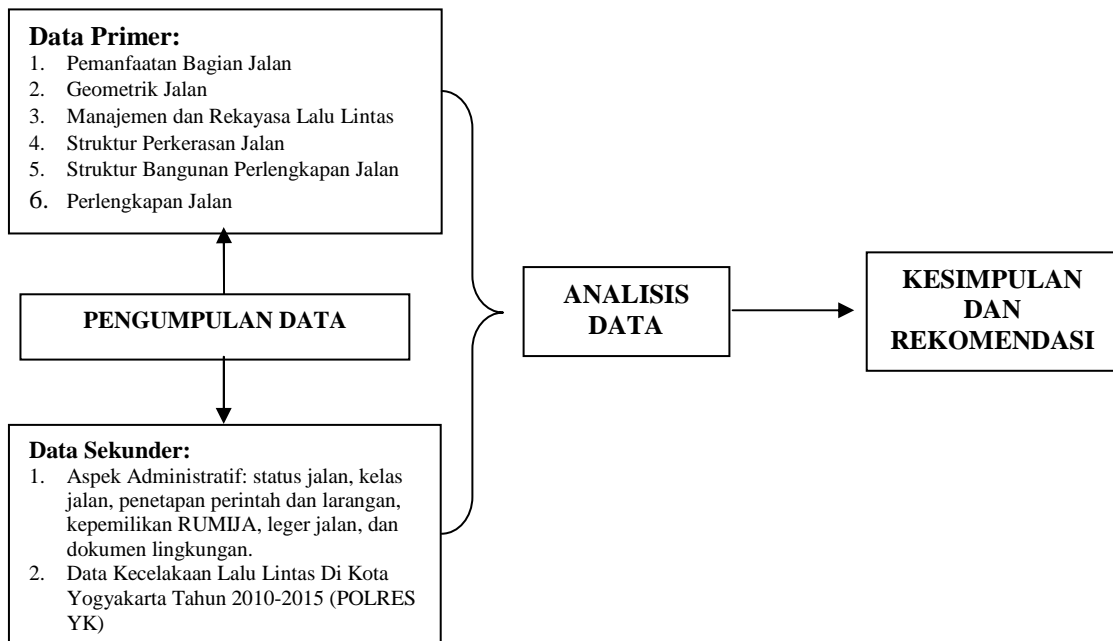 Data Primer:
1. Pemanfaatan Bagian Jalan
2. Geometrik Jalan
3. Manajemen dan Rekayasa Lalu Lintas
4. Struktur Perkerasan Jalan
5. Struktur Bangunan Perlengkapan Jalan
6. Perlengkapan Jalan
PENGUMPULAN DATA
Data Sekunder:
1. Aspek Administratif: status jalan, kelas
jalan, penetapan perintah dan larangan,
kepemilikan RUMIJA, leger jalan, dan
dokumen lingkungan.
2. Data Kecelakaan Lalu Lintas Di Kota
Yogyakarta Tahun 2010-2015 (POLRES
YK)
ANALISIS
DATA
KESIMPULAN
DAN
REKOMENDASI